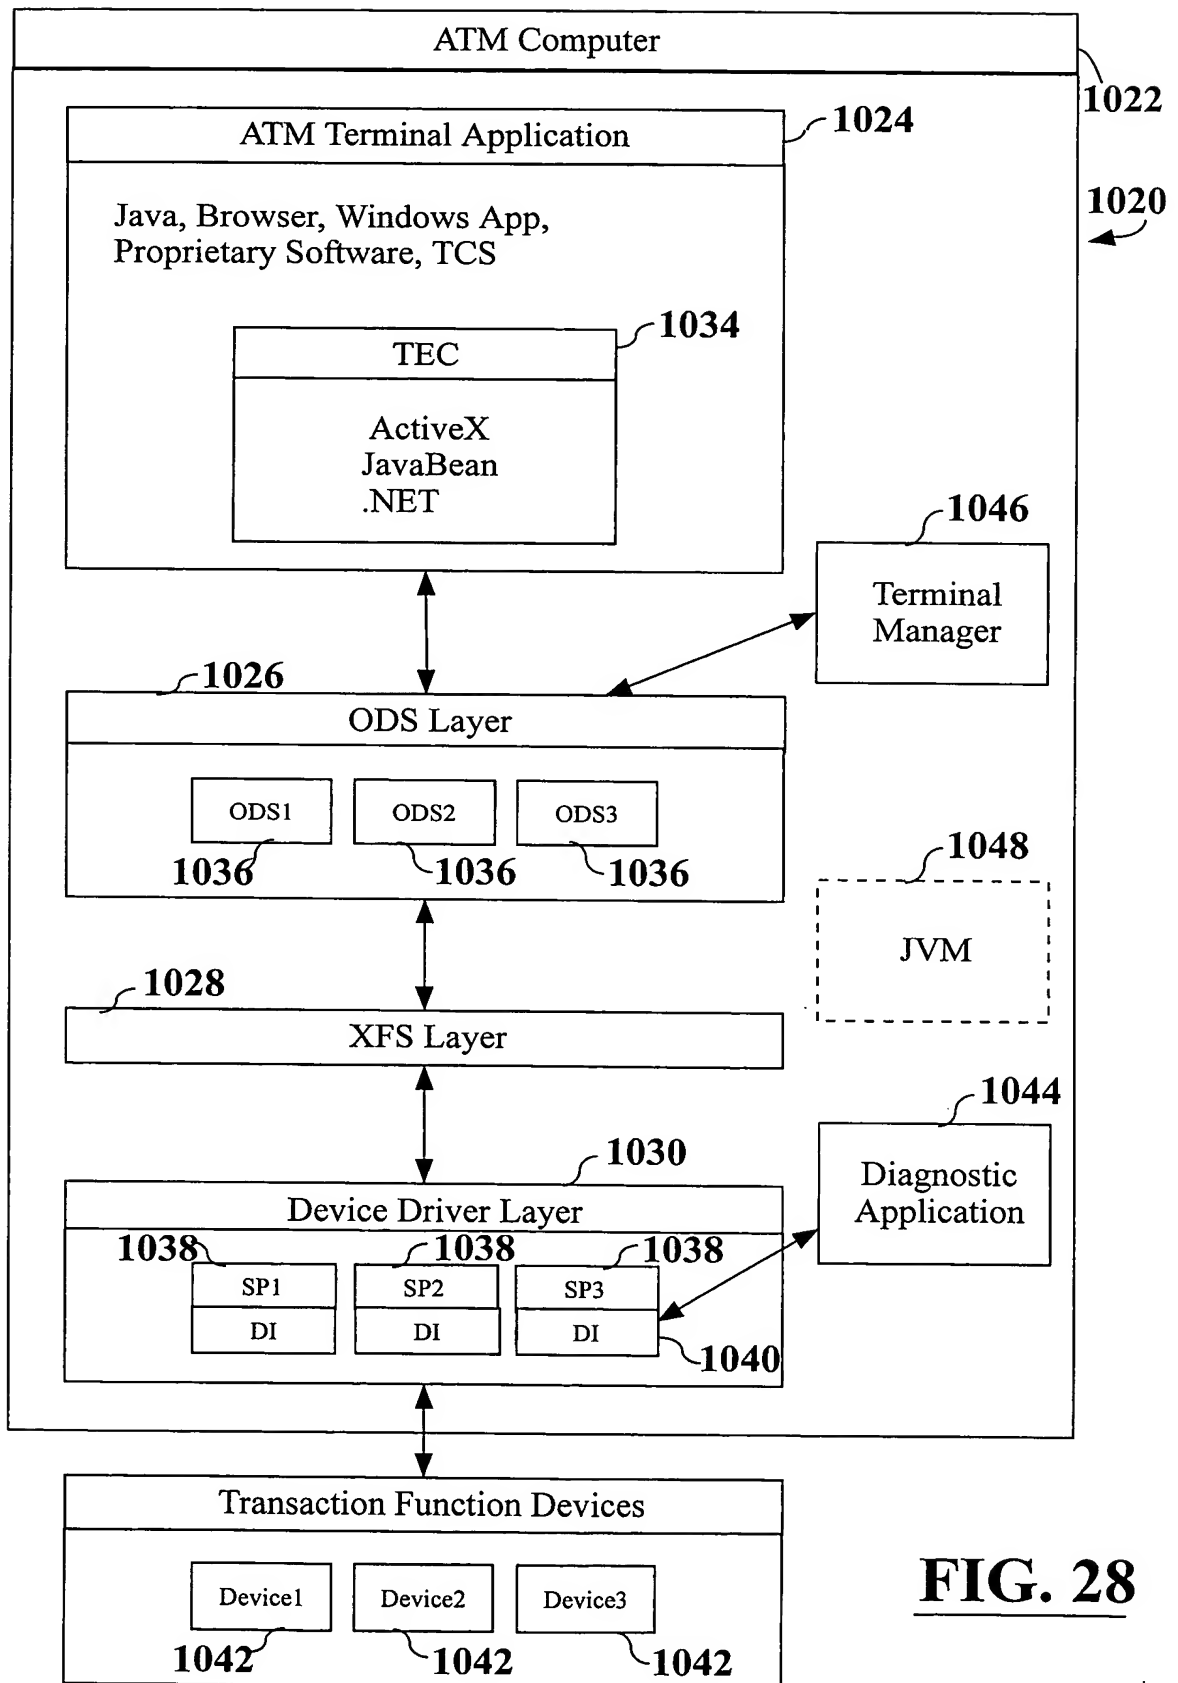 ATM Computer
1022
ATM Terminal Application
1024
Java, Browser, Windows App,
Proprietary Software, TCS
1020
1034
TEC
ActiveX
JavaBean
.NET
1046
Terminal
Manager
1026
ODS Layer
ODS1 ODS2 ODS3
1036 1036 1036
1048
JVM
1028
XFS Layer
1044
Diagnostic
Application
1030
Device Driver Layer
1038 1038 1038
SP1 SP2 SP3
DI DI DI
1040
Transaction Function Devices
Device1 Device2 Device3
1042 1042 1042
FIG. 28